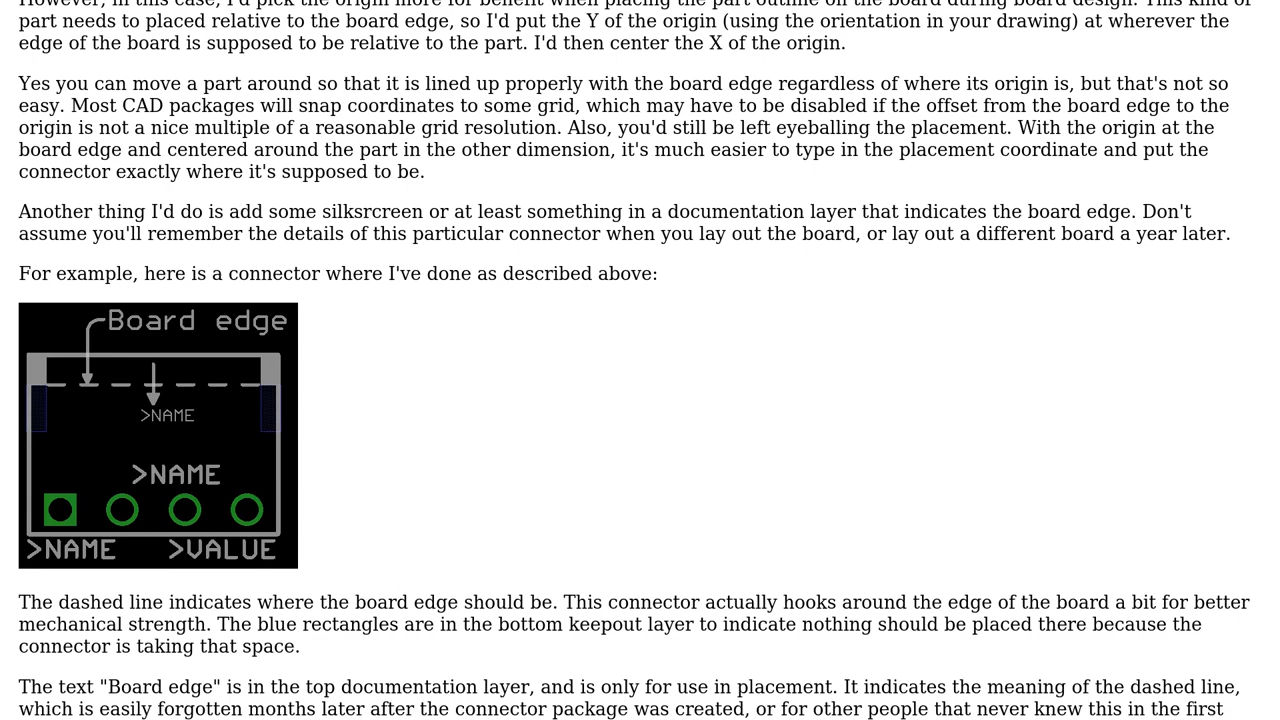 However, in this case, I'd pick the origin more for benefit when placing the part outline on the board during board design. This kind of
part needs to placed relative to the board edge, so I'd put the Y of the origin (using the orientation in your drawing) at wherever the
edge of the board is supposed to be relative to the part. I'd then center the X of the origin.
Yes you can move a part around so that it is lined up properly with the board edge regardless of where its origin is, but that's not so
easy. Most CAD packages will snap coordinates to some grid, which may have to be disabled if the offset from the board edge to the
origin is not a nice multiple of a reasonable grid resolution. Also, you'd still be left eyeballing the placement. With the origin at the
board edge and centered around the part in the other dimension, it's much easier to type in the placement coordinate and put the
connector exactly where it's supposed to be.
Another thing I'd do is add some silksrcreen or at least something in a documentation layer that indicates the board edge. Don't
assume you'll remember the details of this particular connector when you lay out the board, or lay out a different board a year later.
For example, here is a connector where I've done as described above:
Board edge
>NAME
>NAME
>NAME >VALUE
The dashed line indicates where the board edge should be. This connector actually hooks around the edge of the board a bit for better
mechanical strength. The blue rectangles are in the bottom keepout layer to indicate nothing should be placed there because the
connector is taking that space.
The text "Board edge" is in the top documentation layer, and is only for use in placement. It indicates the meaning of the dashed line,
which is easily forgotten months later after the connector package was created, or for other people that never knew this in the first